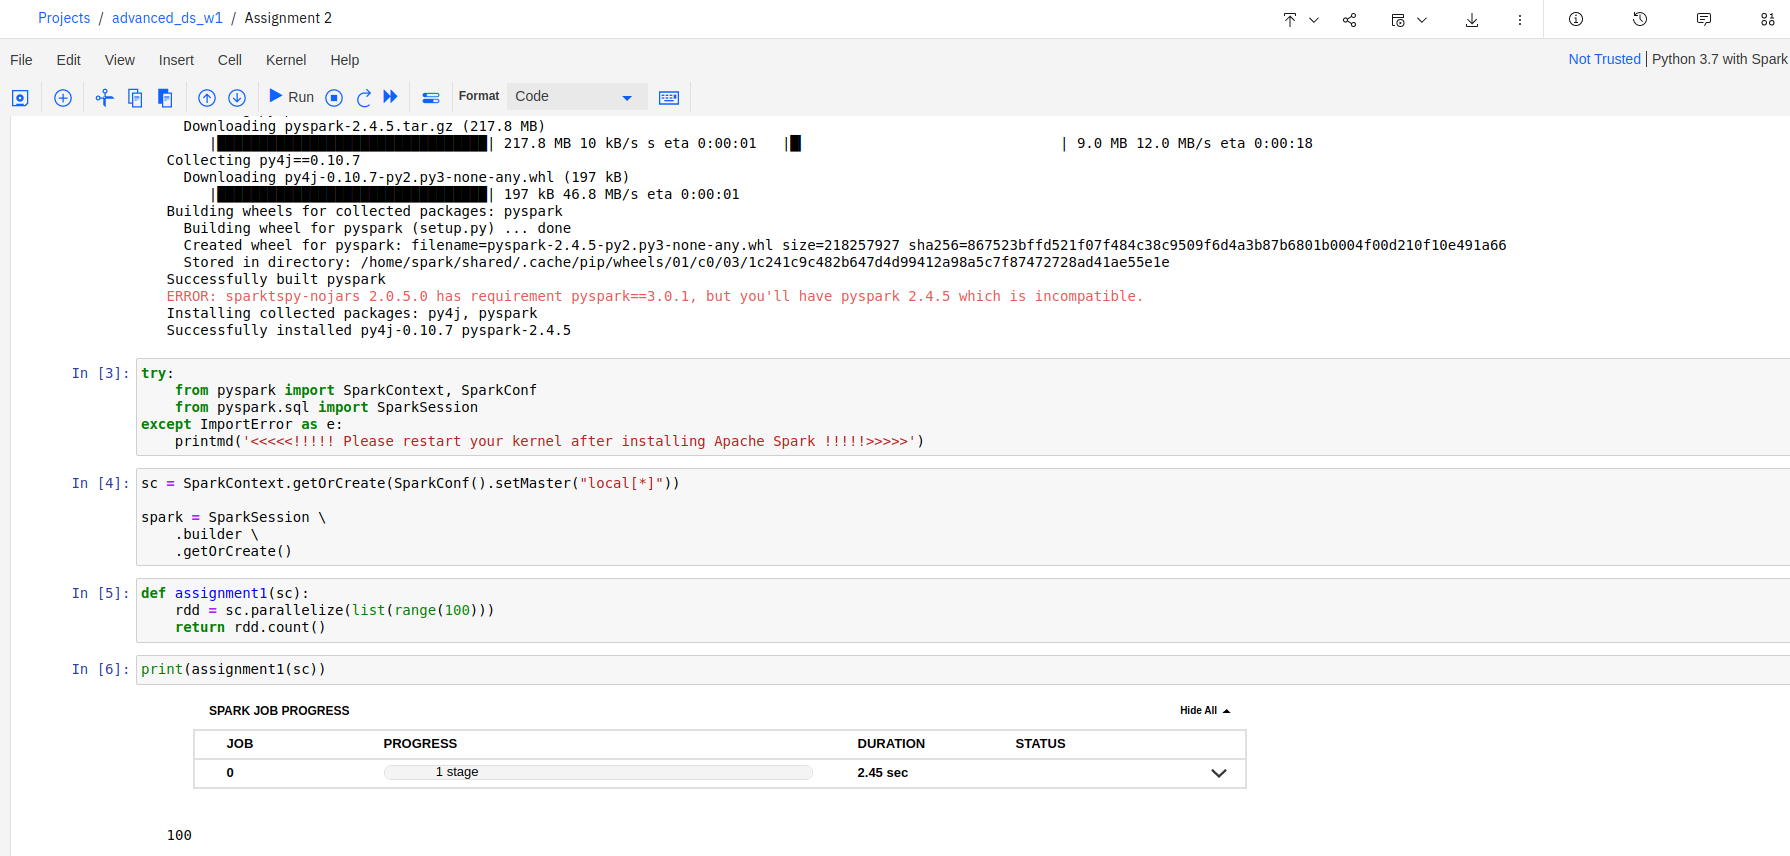 Projects / advanced_ds_w1 / Assignment 2
File Edit View Insert Cell Kernel Help
Not Trusted | Python 3.7 with Spark
Run
Format Code
Downloading pyspark-2.4.5.tar.gz (217.8 MB)
|████████████████████████████████| 217.8 MB 10 kB/s s eta 0:00:01 |█ | 9.0 MB 12.0 MB/s eta 0:00:18
Collecting py4j==0.10.7
Downloading py4j-0.10.7-py2.py3-none-any.whl (197 kB)
|████████████████████████████████| 197 kB 46.8 MB/s eta 0:00:01
Building wheels for collected packages: pyspark
Building wheel for pyspark (setup.py) ... done
Created wheel for pyspark: filename=pyspark-2.4.5-py2.py3-none-any.whl size=218257927 sha256=867523bffd521f07f484c38c9509f6d4a3b87b6801b0004f00d210f10e491a66
Stored in directory: /home/spark/shared/.cache/pip/wheels/01/c0/03/1c241c9c482b647d4d99412a98a5c7f87472728ad41ae55e1e
Successfully built pyspark
ERROR: sparktspy-nojars 2.0.5.0 has requirement pyspark==3.0.1, but you'll have pyspark 2.4.5 which is incompatible.
Installing collected packages: py4j, pyspark
Successfully installed py4j-0.10.7 pyspark-2.4.5
In [3]: try:
from pyspark import SparkContext, SparkConf
from pyspark.sql import SparkSession
except ImportError as e:
printmd('<<<<<!!!!! Please restart your kernel after installing Apache Spark !!!!!>>>>>')
In [4]: sc = SparkContext.getOrCreate(SparkConf().setMaster("local[*]"))
spark = SparkSession \
.builder \
.getOrCreate()
In [5]: def assignment1(sc):
rdd = sc.parallelize(list(range(100)))
return rdd.count()
In [6]: print(assignment1(sc))
SPARK JOB PROGRESS Hide All
JOB PROGRESS DURATION STATUS
0 1 stage 2.45 sec
100